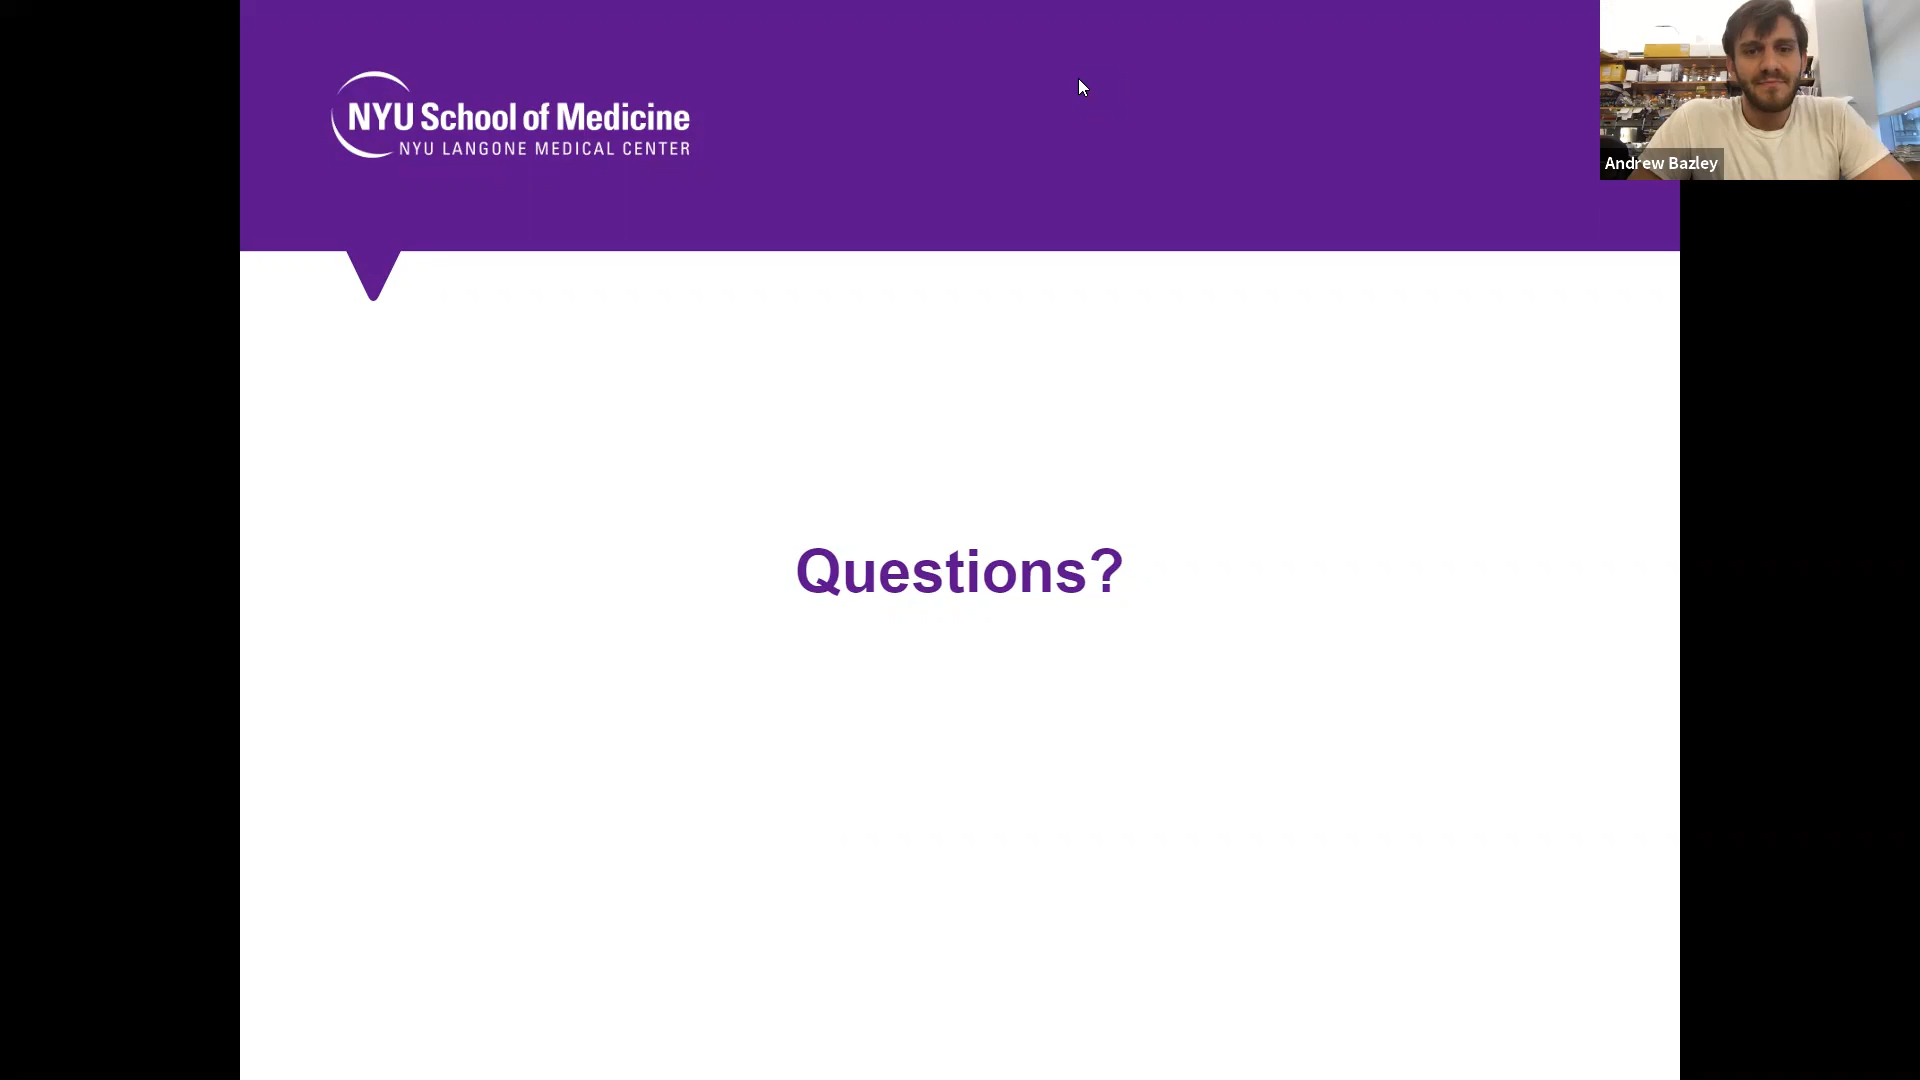 NYU School of Medicine
NYU LANGONE MEDICAL CENTER
Andrew Bazley
Questions?